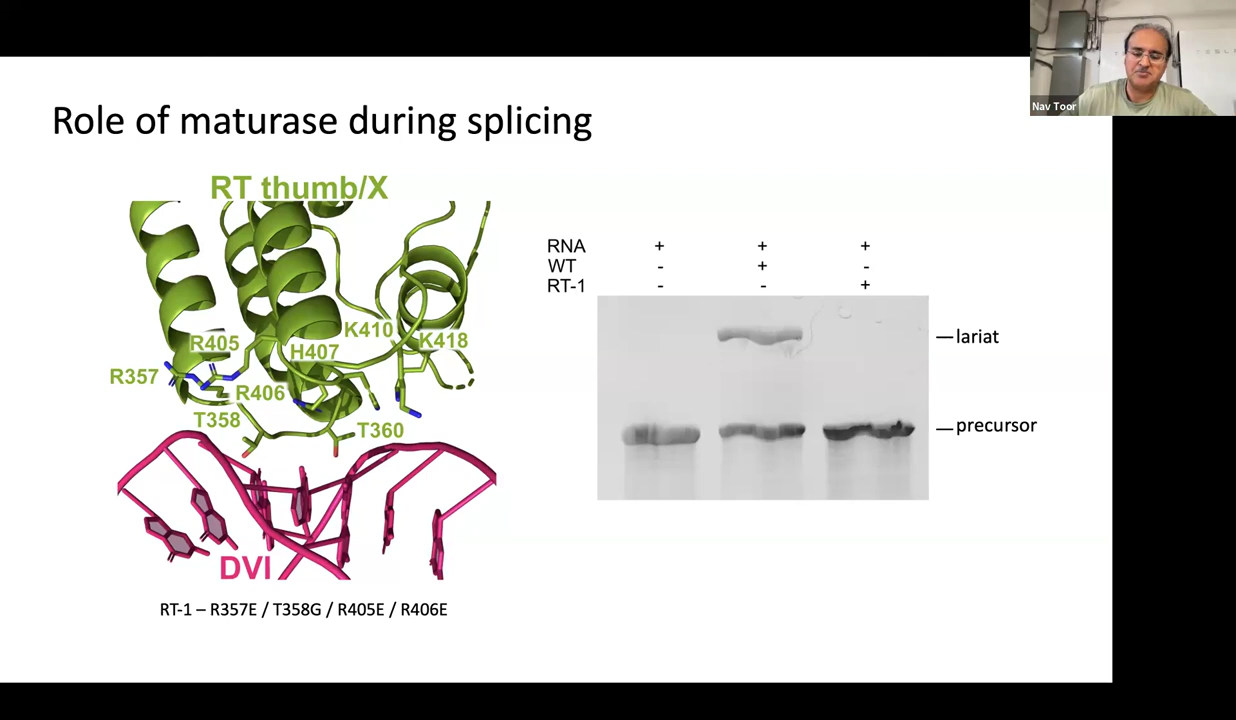 Nav Toor
Role of maturase during splicing
RT thumb/X
R405
K410
K418
H407
R357
R406
T358
T360
DVI
RT-1 – R357E / T358G / R405E / R406E
RNA + + +
WT - + -
RT-1 - - +
lariat
precursor